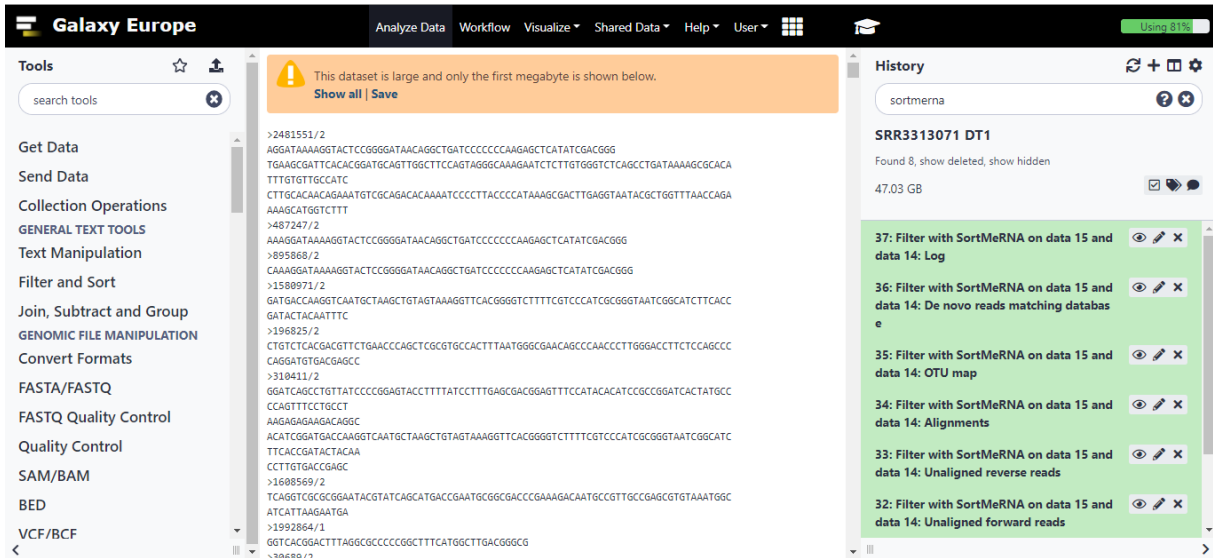 Galaxy Europe
Analyze Data Workflow Visualize Shared Data Help User
Using 81%
Tools
search tools
Get Data
Send Data
Collection Operations
GENERAL TEXT TOOLS
Text Manipulation
Filter and Sort
Join, Subtract and Group
GENOMIC FILE MANIPULATION
Convert Formats
FASTA/FASTQ
FASTQ Quality Control
Quality Control
SAM/BAM
BED
VCF/BCF
This dataset is large and only the first megabyte is shown below.
Show all | Save
>2481551/2
AGGATAAAAGGTACTCCGGGGATAACAGGCTGATCCCCCCCAAGAGCTCATATCGACGGG
TGAAGCGATTCACACGGATGCAGTTGGCTTCCAGTAGGGCAAAGAATCTCTTGTGGGTCTCAGCCTGATAAAAGCGCACA
TTTGTGTTGCCATC
CTTGCACAACAGAAATGTCGCAGACACAAAATCCCCTTACCCCATAAAGCGACTTGAGGTAATACGCTGGTTTAACCAGA
AAAGCATGGTCTTT
>487247/2
AAAGGATAAAAGGTACTCCGGGGATAACAGGCTGATCCCCCCCAAGAGCTCATATCGACGGG
>895868/2
CAAAGGATAAAAGGTACTCCGGGGATAACAGGCTGATCCCCCCCAAGAGCTCATATCGACGGG
>1580971/2
GATGACCAAGGTCAATGCTAAGCTGTAGTAAAGGTTCACGGGGTCTTTTCGTCCCATCGCGGGTAATCGGCATCTTCACC
GATACTACAATTTC
>196825/2
CTGTCTCACGACGTTCTGAACCCAGCTCGCGTGCCACTTTAATGGGCGAACAGCCCAACCCTTGGGACCTTCTCCAGCCC
CAGGATGTGACGAGCC
>310411/2
GGATCAGCCTGTTATCCCCGGAGTACCTTTTATCCTTTGAGCGACGGAGTTTCCATACACATCCGCCGGATCACTATGCC
CCAGTTTCCTGCCT
AAGAGAGAAGACAGGC
ACATCGGATGACCAAGGTCAATGCTAAGCTGTAGTAAAGGTTCACGGGGTCTTTTCGTCCCATCGCGGGTAATCGGCATC
TTCACCGATACTACAA
CCTTGTGACCGAGC
>1608569/2
TCAGGTCGCGCGGAATACGTATCAGCATGACCGAATGCGGCGACCCGAAAGACAATGCCGTTGCCGAGCGTGTAAATGGC
ATCATTAAGAATGA
>1992864/1
GGTCACGGACTTTAGGCGCCCCCGGCTTTCATGGCTTGACGGGCG
>30689/2
History
sortmerna
SRR3313071 DT1
Found 8, show deleted, show hidden
47.03 GB
37: Filter with SortMeRNA on data 15 and
data 14: Log
36: Filter with SortMeRNA on data 15 and
data 14: De novo reads matching databas
e
35: Filter with SortMeRNA on data 15 and
data 14: OTU map
34: Filter with SortMeRNA on data 15 and
data 14: Alignments
33: Filter with SortMeRNA on data 15 and
data 14: Unaligned reverse reads
32: Filter with SortMeRNA on data 15 and
data 14: Unaligned forward reads